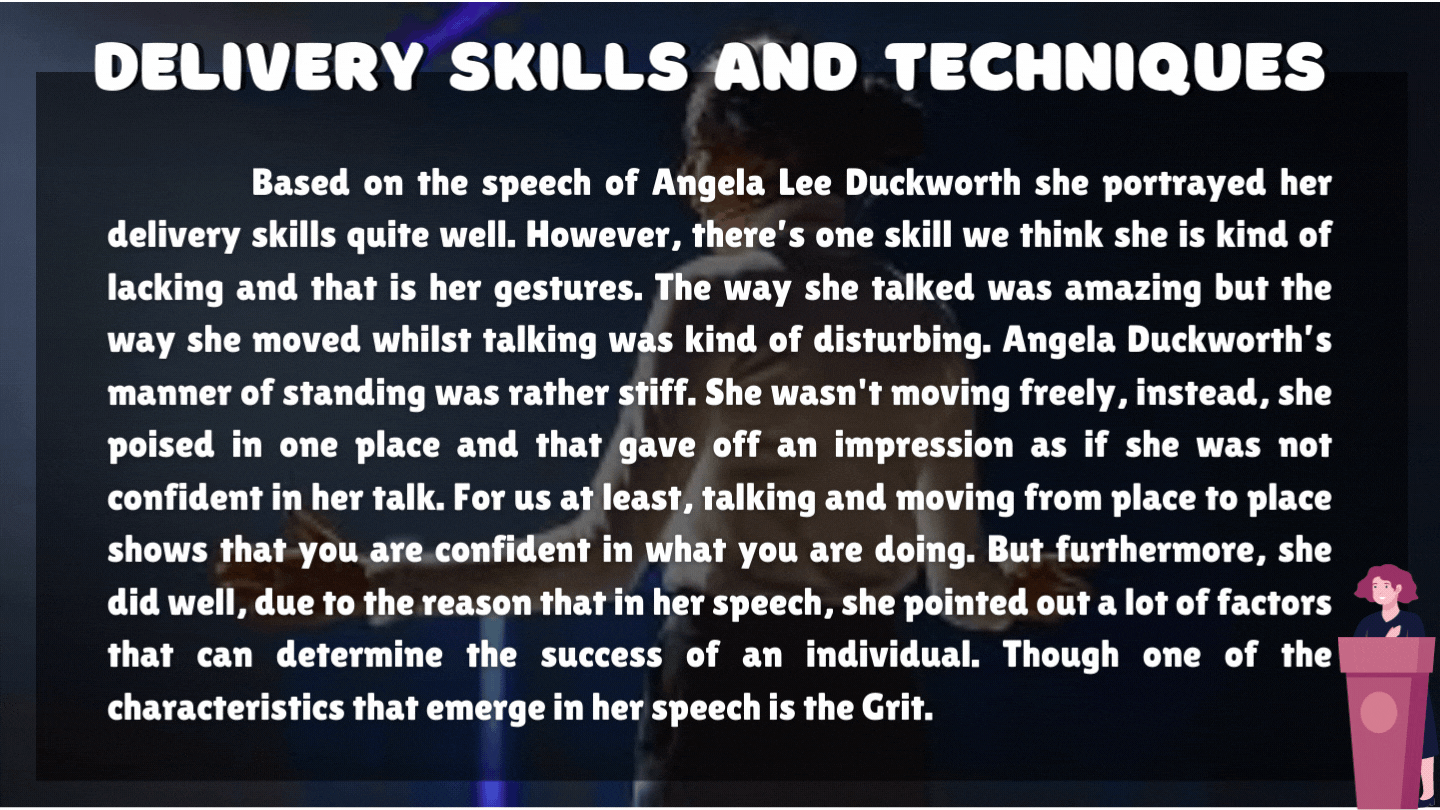 DELIVERY SKILLS AND TECHNIQUES
Based on the speech of Angela Lee Duckworth she portrayed her
delivery skills quite well. However, there's one skill we think she is kind of
lacking and that is her gestures. The way she talked was amazing but the
way she moved whilst talking was kind of disturbing. Angela Duckworth's
manner of standing was rather stiff. She wasn't moving freely, instead, she
poised in one place and that gave off an impression as if she was not
confident in her talk. For us at least, talking and moving from place to place
shows that you are confident in what you are doing. But furthermore, she
did well, due to the reason that in her speech, she pointed out a lot of factors
that can determine the success of an individual. Though one of the
characteristics that emerge in her speech is the Grit.